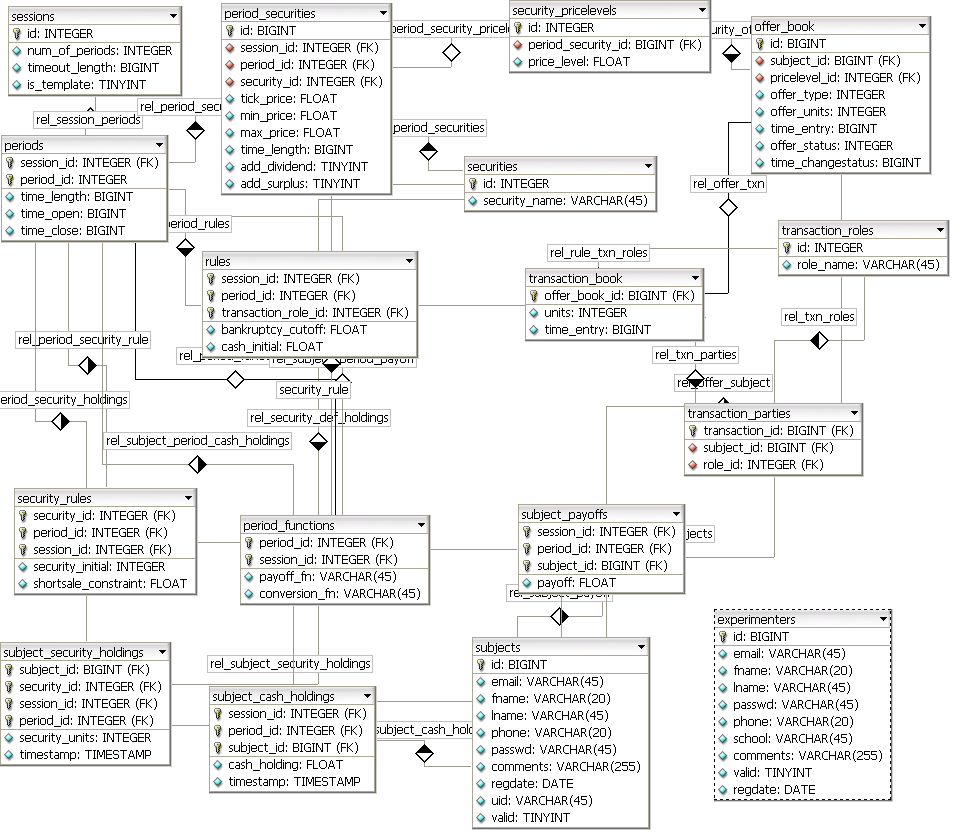 sessions
id: INTEGER
num_of_periods: INTEGER
timeout_length: BIGINT
is_template: TINYINT
rel_session_periods
rel_period_secu
period_securities
id: BIGINT
session_id: INTEGER (FK)
period_id: INTEGER (FK)
security_id: INTEGER (FK)
tick_price: FLOAT
min_price: FLOAT
max_price: FLOAT
time_length: BIGINT
add_dividend: TINYINT
add_surplus: TINYINT
period_security_pricel
security_pricelevels
id: INTEGER
period_security_id: BIGINT (FK)
price_level: FLOAT
urity_of
offer_book
id: BIGINT
subject_id: BIGINT (FK)
pricelevel_id: INTEGER (FK)
offer_type: INTEGER
offer_units: INTEGER
time_entry: BIGINT
offer_status: INTEGER
time_changestatus: BIGINT
periods
session_id: INTEGER (FK)
period_id: INTEGER
time_length: BIGINT
time_open: BIGINT
time_close: BIGINT
period_securities
securities
id: INTEGER
security_name: VARCHAR(45)
rel_offer_txn
period_rules
rules
session_id: INTEGER (FK)
period_id: INTEGER (FK)
transaction_role_id: INTEGER (FK)
bankruptcy_cutoff: FLOAT
cash_initial: FLOAT
rel_rule_txn_roles
transaction_book
offer_book_id: BIGINT (FK)
units: INTEGER
time_entry: BIGINT
transaction_roles
id: INTEGER
role_name: VARCHAR(45)
rel_txn_roles
rel_txn_parties
rel_offer_subject
transaction_parties
transaction_id: BIGINT (FK)
subject_id: BIGINT (FK)
role_id: INTEGER (FK)
rel_period_security_rule
security_rule
eriod_security_holdings
rel_security_def_holdings
rel_subject_period_cash_holdings
security_rules
security_id: INTEGER (FK)
period_id: INTEGER (FK)
session_id: INTEGER (FK)
security_initial: INTEGER
shortsale_constraint: FLOAT
period_functions
period_id: INTEGER (FK)
session_id: INTEGER (FK)
payoff_fn: VARCHAR(45)
conversion_fn: VARCHAR(45)
subject_payoffs
session_id: INTEGER (FK)
period_id: INTEGER (FK)
subject_id: BIGINT (FK)
payoff: FLOAT
jects
rel_subject_payoff
subject_security_holdings
subject_id: BIGINT (FK)
security_id: INTEGER (FK)
session_id: INTEGER (FK)
period_id: INTEGER (FK)
security_units: INTEGER
timestamp: TIMESTAMP
rel_subject_security_holdings
subject_cash_holdings
session_id: INTEGER (FK)
period_id: INTEGER (FK)
subject_id: BIGINT (FK)
cash_holding: FLOAT
timestamp: TIMESTAMP
subject_cash_hold
subjects
id: BIGINT
email: VARCHAR(45)
fname: VARCHAR(20)
lname: VARCHAR(45)
phone: VARCHAR(20)
passwd: VARCHAR(45)
comments: VARCHAR(255)
regdate: DATE
uid: VARCHAR(45)
valid: TINYINT
experimenters
id: BIGINT
email: VARCHAR(45)
fname: VARCHAR(20)
lname: VARCHAR(45)
passwd: VARCHAR(45)
phone: VARCHAR(20)
school: VARCHAR(45)
comments: VARCHAR(255)
valid: TINYINT
regdate: DATE